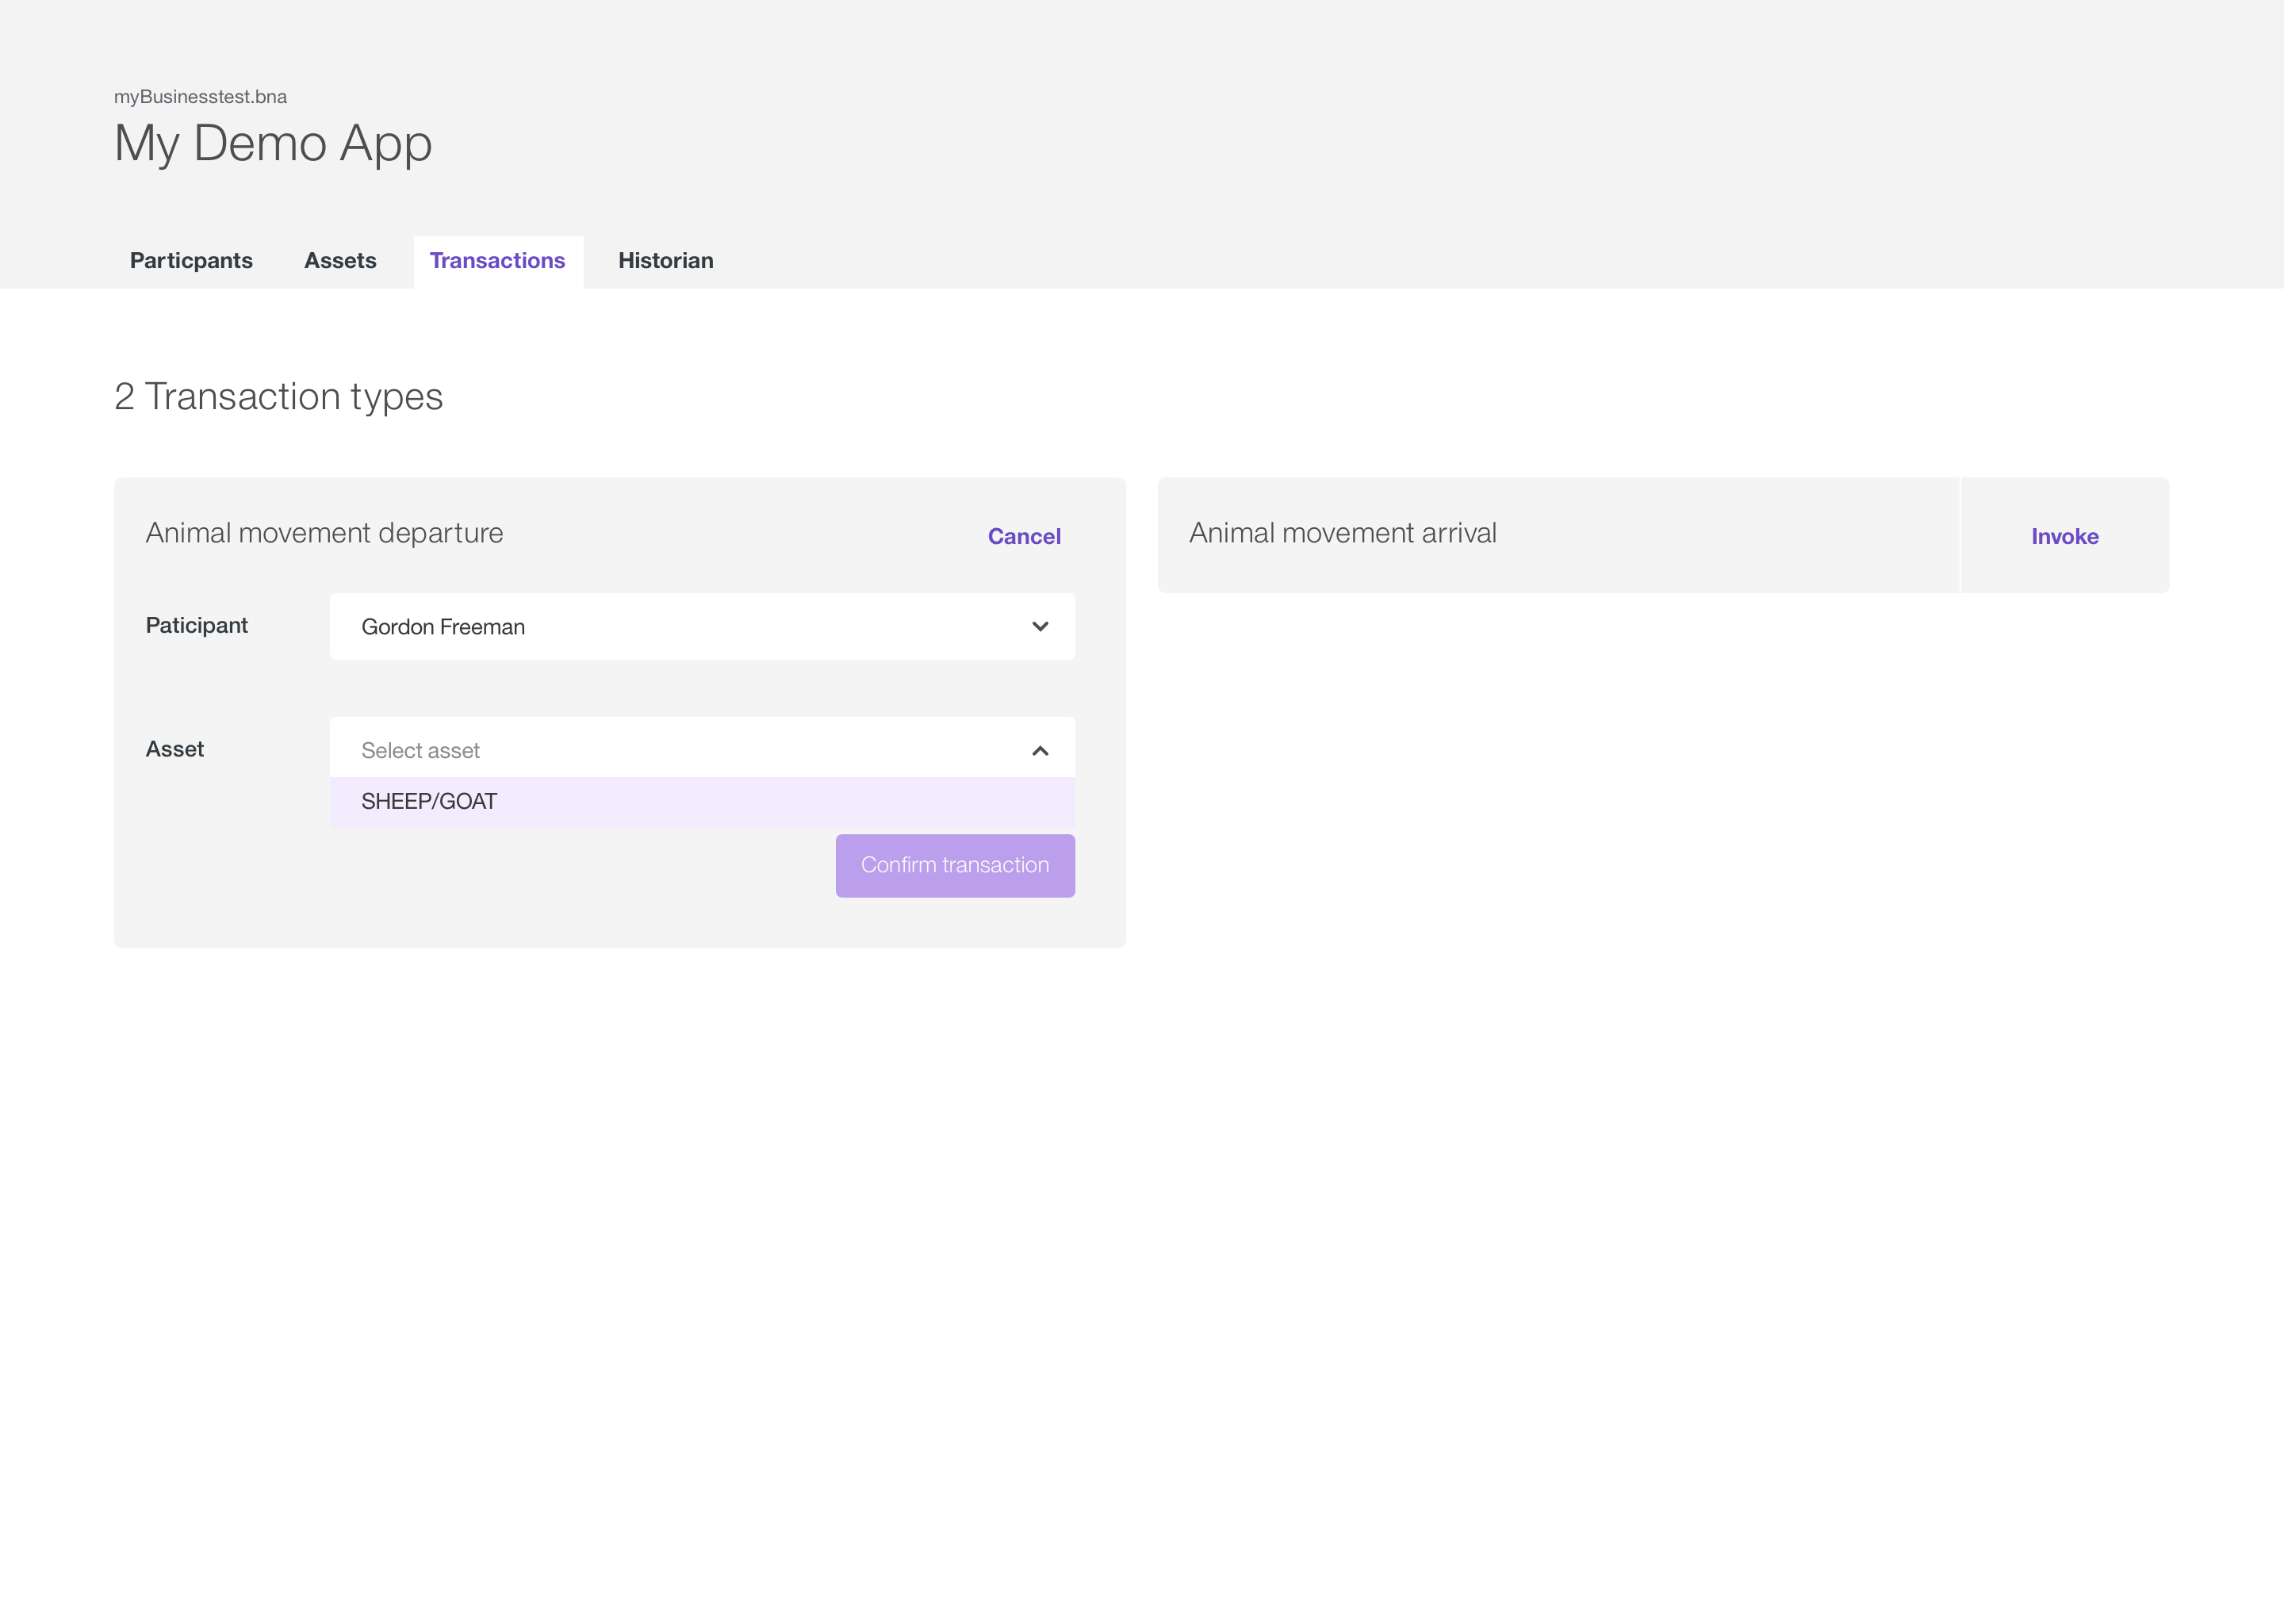 myBusinesstest.bna
My Demo App
Particpants Assets Transactions Historian
2 Transaction types
Animal movement departure Cancel
Animal movement arrival Invoke
Paticipant Gordon Freeman
Asset Select asset
SHEEP/GOAT
Confirm transaction